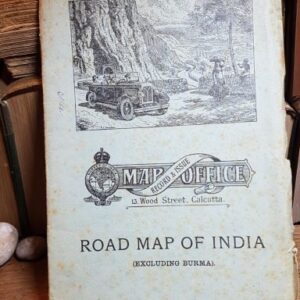 MAP RECORD & ISSUE OFFICE
13, Wood Street, Calcutta.
ROAD MAP OF INDIA
(EXCLUDING BURMA).